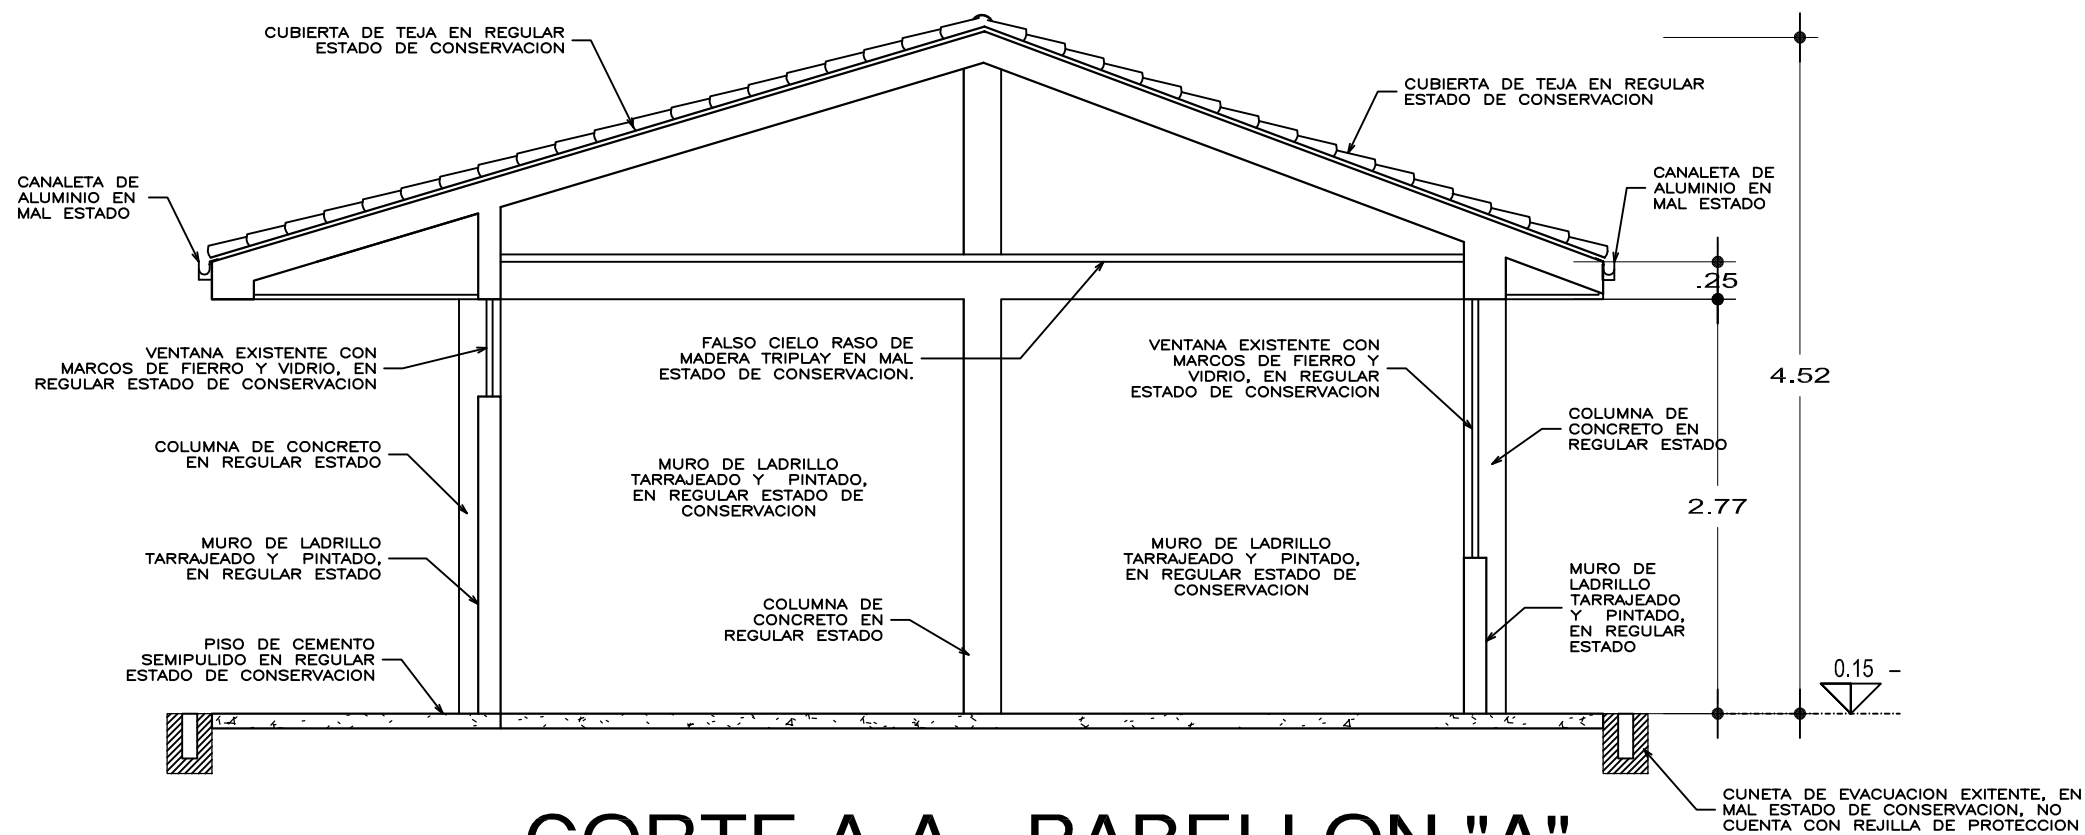 CUBIERTA DE TEJA EN REGULAR
ESTADO DE CONSERVACION
CUBIERTA DE TEJA EN REGULAR
ESTADO DE CONSERVACION
CANALETA DE
ALUMINIO EN
MAL ESTADO
CANALETA DE
ALUMINIO EN
MAL ESTADO
.25
VENTANA EXISTENTE CON
MARCOS DE FIERRO Y VIDRIO, EN
REGULAR ESTADO DE CONSERVACION
FALSO CIELO RASO DE
MADERA TRIPLAY EN MAL
ESTADO DE CONSERVACION.
VENTANA EXISTENTE CON
MARCOS DE FIERRO Y
VIDRIO, EN REGULAR
ESTADO DE CONSERVACION
4.52
COLUMNA DE CONCRETO
EN REGULAR ESTADO
MURO DE LADRILLO
TARRAJEADO Y PINTADO,
EN REGULAR ESTADO DE
CONSERVACION
COLUMNA DE
CONCRETO EN
REGULAR ESTADO
2.77
MURO DE LADRILLO
TARRAJEADO Y PINTADO,
EN REGULAR ESTADO
MURO DE LADRILLO
TARRAJEADO Y PINTADO,
EN REGULAR ESTADO DE
CONSERVACION
MURO DE
LADRILLO
TARRAJEADO
Y PINTADO,
EN REGULAR
ESTADO
COLUMNA DE
CONCRETO EN
REGULAR ESTADO
PISO DE CEMENTO
SEMIPULIDO EN REGULAR
ESTADO DE CONSERVACION
0.15 -
CUNETA DE EVACUACION EXITENTE, EN
MAL ESTADO DE CONSERVACION, NO
CUENTA CON REJILLA DE PROTECCION
CORTE A-A - PABELLON "A"